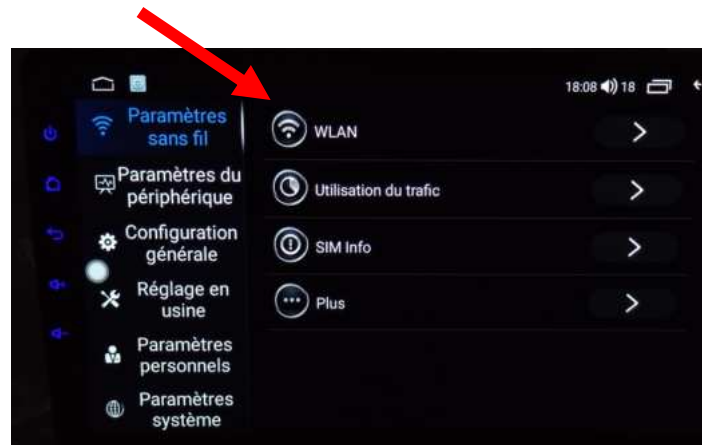 18:08 18
Paramètres
sans fil
WLAN
Paramètres du
périphérique
Utilisation du trafic
Configuration
générale
SIM Info
Réglage en
usine
Plus
Paramètres
personnels
Paramètres
système